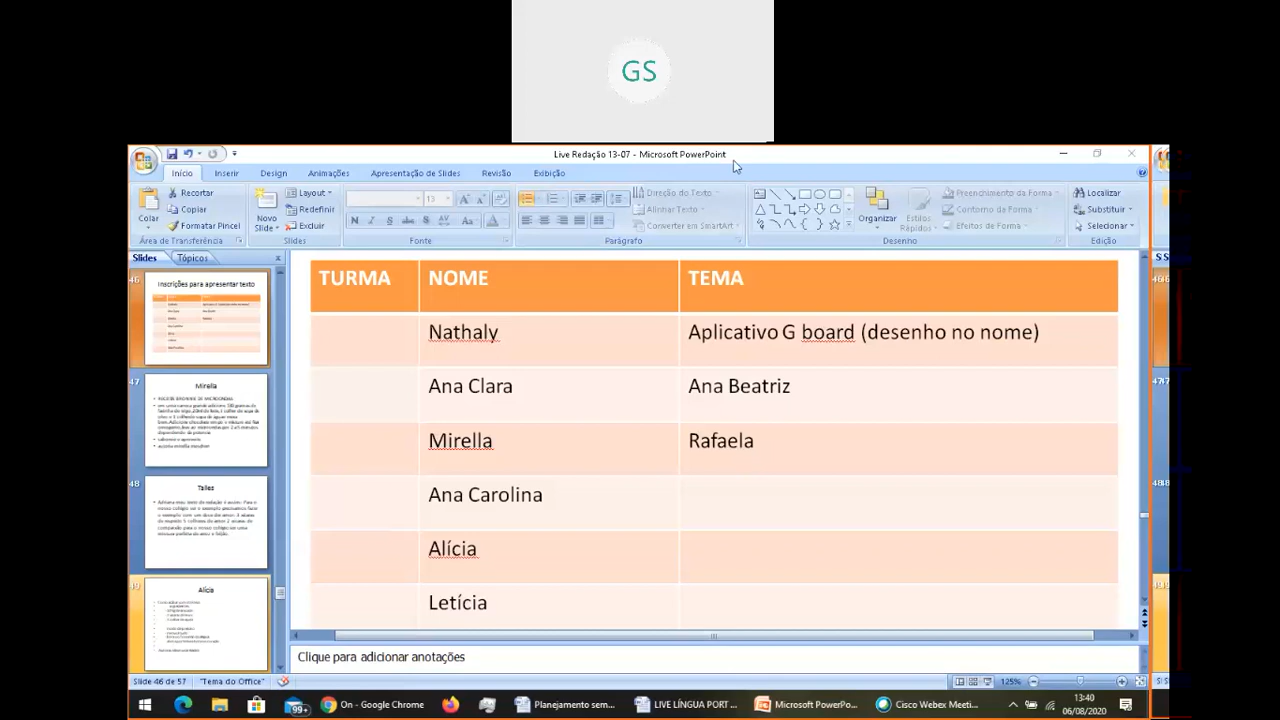 GS
Live Redação 13-07 - Microsoft PowerPoint
Início Inserir Design Animações Apresentação de Slides Revisão Exibição
Colar
Recortar
Copiar
Formatar Pincel
Área de Transferência
Novo Slide
Layout
Redefinir
Excluir
Slides
13
Fonte
Direção do Texto
Alinhar Texto
Converter em SmartArt
Parágrafo
Organizar
Estilos Rápidos
Preenchimento da Forma
Contorno da Forma
Efeitos de Forma
Desenho
Localizar
Substituir
Selecionar
Edição
Slides Tópicos
46
Inscrições para apresentar texto
47
Mirella
48
Talles
49
Alícia
TURMA NOME TEMA
Nathaly Aplicativo G board (desenho no nome)
Ana Clara Ana Beatriz
Mirella Rafaela
Ana Carolina
Alícia
Letícia
Clique para adicionar anotações
Slide 46 de 57 "Tema do Office" 125%
99+ On - Google Chrome Planejamento sem... LIVE LÍNGUA PORT ... Microsoft PowerPo... Cisco Webex Meeti...
13:40
06/08/2020